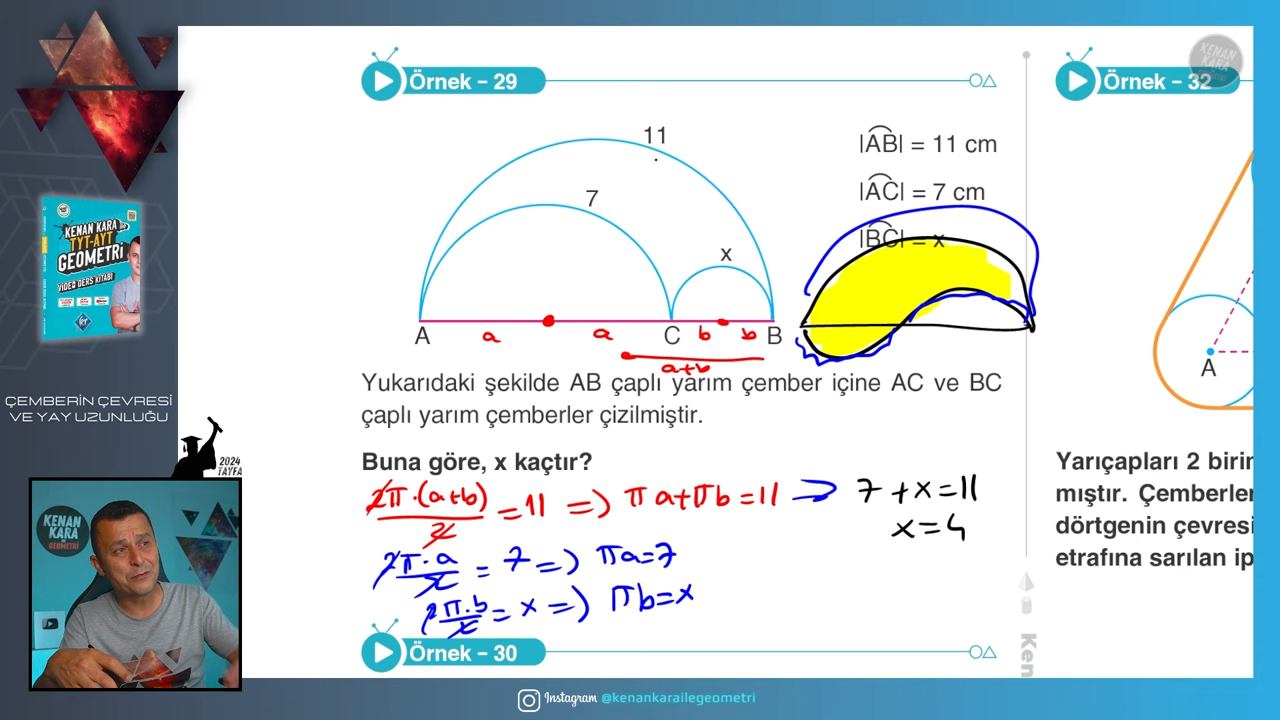 KENAN KARA
TYT-AYT
GEOMETRİ
VİDEO DERS KİTABI
ÇEMBERİN ÇEVRESİ
VE YAY UZUNLUĞU
2024
TAYFA
KENAN
KARA
GEOMETRİ
Örnek – 29
11
7
x
A
C
B
a
a
b
b
a+b
|AB| = 11 cm
|AC| = 7 cm
|BC| = x
Yukarıdaki şekilde AB çaplı yarım çember içine AC ve BC
çaplı yarım çemberler çizilmiştir.
Buna göre, x kaçtır?
2π.(a+b)/2 = 11 => πa+πb=11 => 7+x=11
x=4
2π.a/2 = 7 => πa=7
2π.b/2 = x => πb=x
Örnek – 30
Ken
KENAN
KARA
Örnek – 32
A
Yarıçapları 2 birir
mıştır. Çemberler
dörtgenin çevresi
etrafına sarılan ip
Instagram @kenankarailegeometri